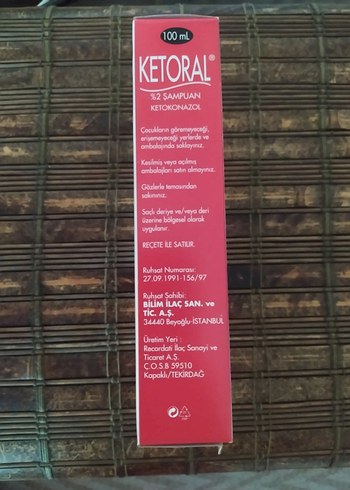 100 mL
KETORAL®
%2 ŞAMPUAN
KETOKONAZOL
Çocukların göremeyeceği,
erişemeyeceği yerlerde ve
ambalajında saklayınız.
Kesilmiş veya açılmış
ambalajları satın almayınız.
Gözlerle temasından
sakınınız.
Saçlı deriye ve/veya deri
üzerine bölgesel olarak
uygulanır.
REÇETE İLE SATILIR.
Ruhsat Numarası:
27.09.1991-156/97
Ruhsat Sahibi:
BİLİM İLAÇ SAN. ve
TİC. A.Ş.
34440 Beyoğlu-İSTANBUL
Üretim Yeri :
Recordati İlaç Sanayi ve
Ticaret A.Ş.
Ç.O.S.B 59510
Kapaklı/TEKİRDAĞ